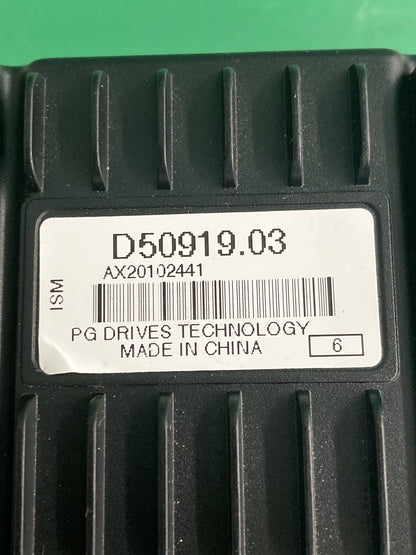 D50919.03
AX20102441
ISM
PG DRIVES TECHNOLOGY
MADE IN CHINA
6